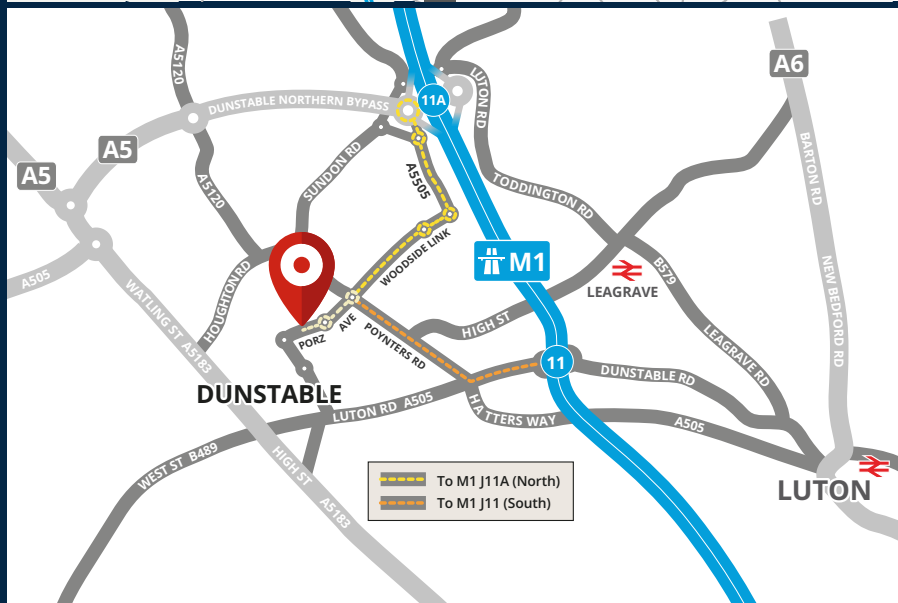 A5120
DUNSTABLE NORTHERN BYPASS
11A
LUTON RD
A6
A5
A5
A5120
SUNDON RD
A5505
TODDINGTON RD
BARTON RD
WOODSIDE LINK
M1
B579
LEAGRAVE
A505
WATLING ST A5183
HOUGHTON RD
PORZ AVE
POYNTERS RD
HIGH ST
11
DUNSTABLE RD
LEAGRAVE RD
NEW BEDFORD RD
DUNSTABLE
LUTON RD A505
HATTERS WAY
A505
WEST ST B489
HIGH ST A5183
LUTON
To M1 J11A (North)
To M1 J11 (South)